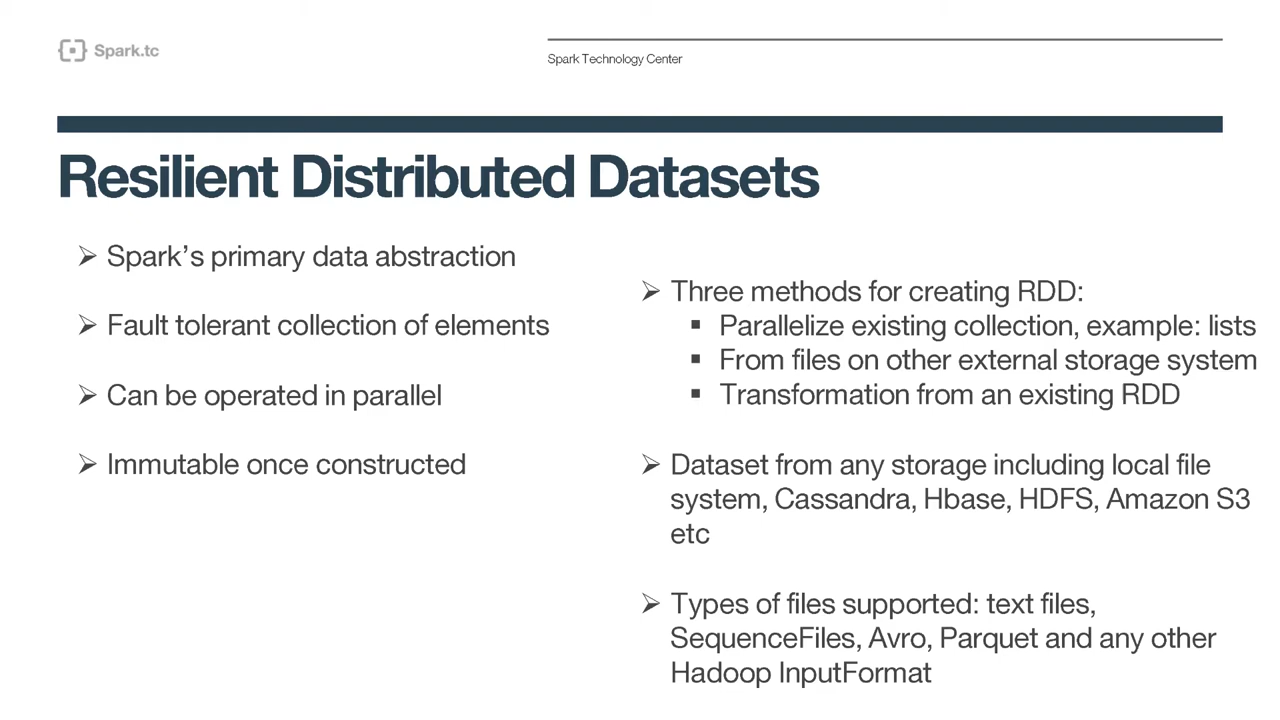 Spark.tc
Spark Technology Center
Resilient Distributed Datasets
➢ Spark's primary data abstraction
➢ Fault tolerant collection of elements
➢ Can be operated in parallel
➢ Immutable once constructed
➢ Three methods for creating RDD:
▪ Parallelize existing collection, example: lists
▪ From files on other external storage system
▪ Transformation from an existing RDD
➢ Dataset from any storage including local file
system, Cassandra, Hbase, HDFS, Amazon S3
etc
➢ Types of files supported: text files,
SequenceFiles, Avro, Parquet and any other
Hadoop InputFormat